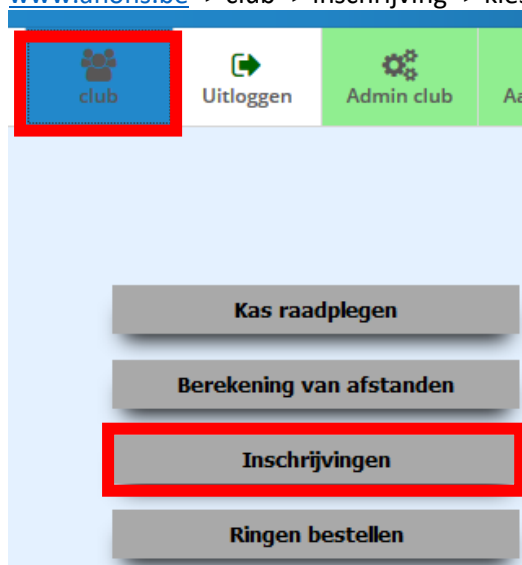 club
Uitloggen
Admin club
Kas raadplegen
Berekening van afstanden
Inschrijvingen
Ringen bestellen